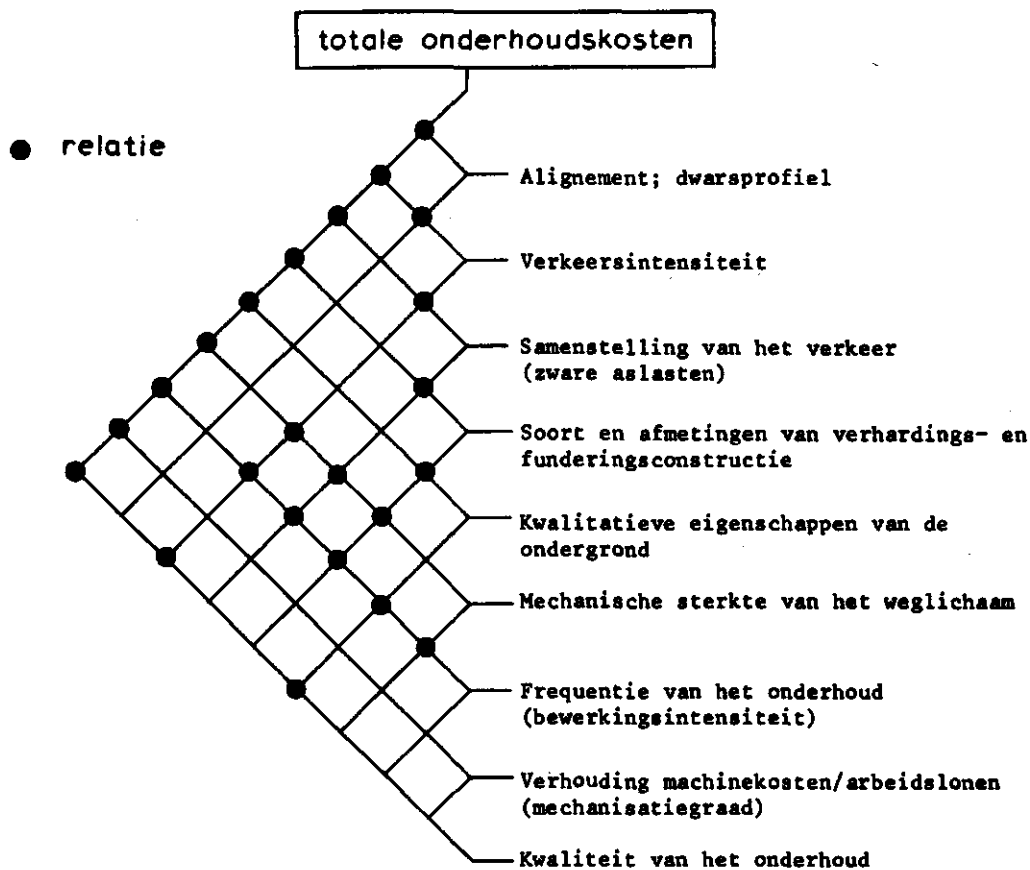 totale onderhoudskosten
relatie
Alignement; dwarsprofiel
Verkeersintensiteit
Samenstelling van het verkeer
(zware aslasten)
Soort en afmetingen van verhardings- en
funderingsconstructie
Kwalitatieve eigenschappen van de
ondergrond
Mechanische sterkte van het weglichaam
Frequentie van het onderhoud
(bewerkingsintensiteit)
Verhouding machinekosten/arbeidslonen
(mechanisatiegraad)
Kwaliteit van het onderhoud